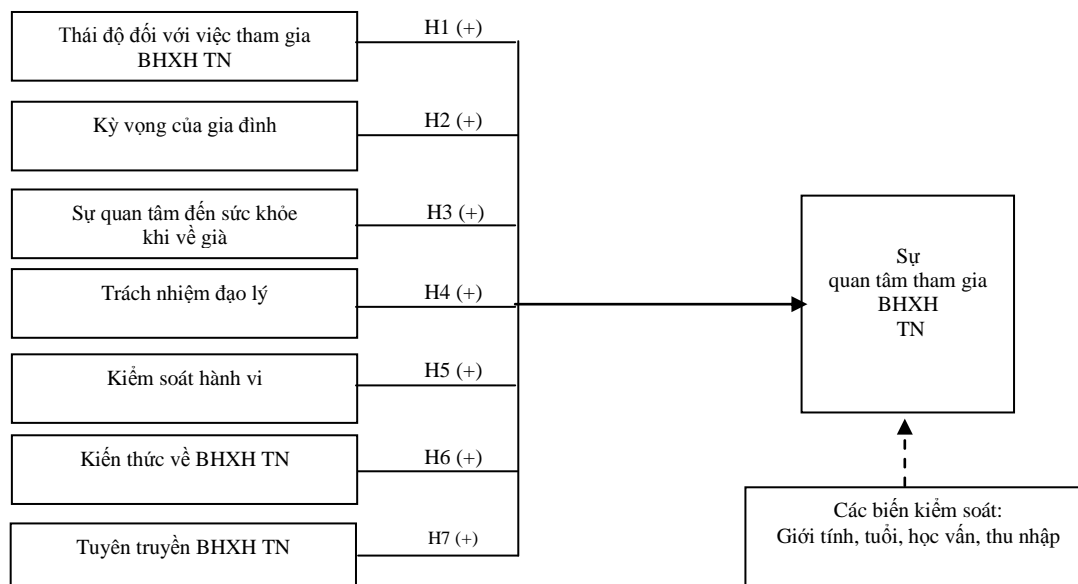 Thái độ đối với việc tham gia
BHXH TN
H1 (+)
Kỳ vọng của gia đình
H2 (+)
Sự quan tâm đến sức khỏe
khi về già
H3 (+)
Trách nhiệm đạo lý
H4 (+)
Kiểm soát hành vi
H5 (+)
Kiến thức về BHXH TN
H6 (+)
Tuyên truyền BHXH TN
H7 (+)
Sự
quan tâm tham gia
BHXH
TN
Các biến kiểm soát:
Giới tính, tuổi, học vấn, thu nhập